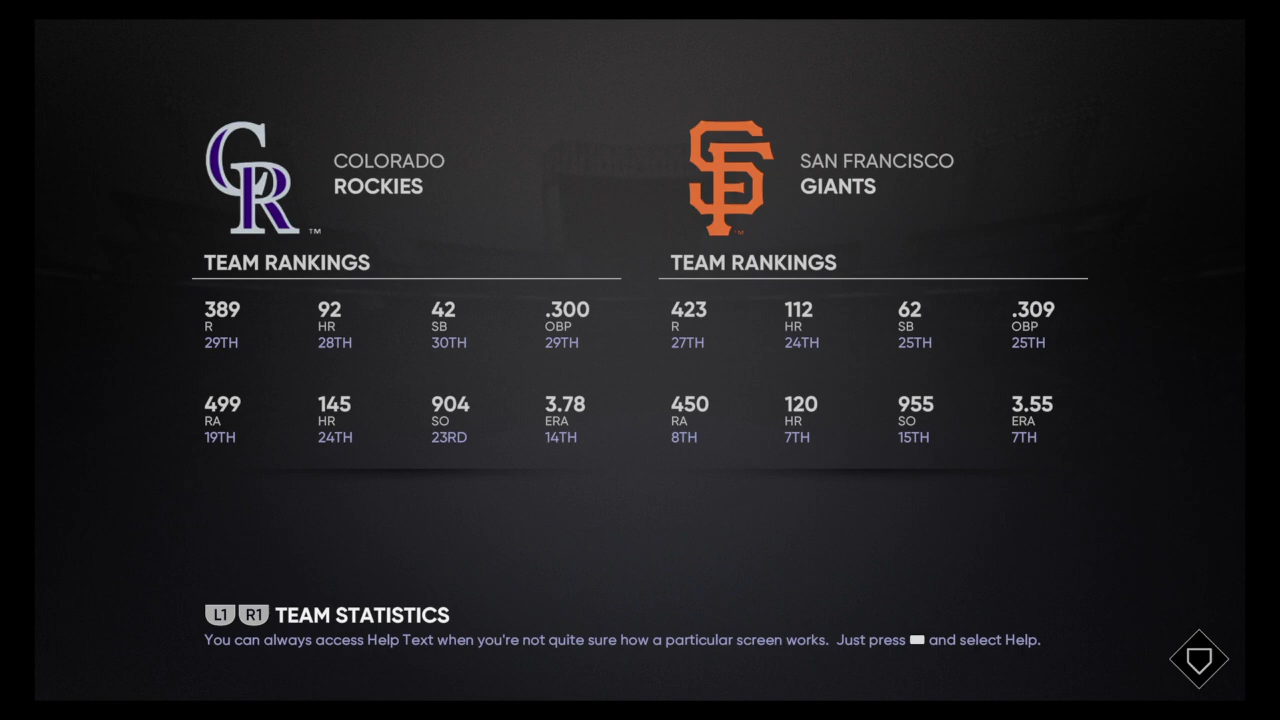 COLORADO
ROCKIES
TEAM RANKINGS
389 92 42 .300
R HR SB OBP
29TH 28TH 30TH 29TH
499 145 904 3.78
RA HR SO ERA
19TH 24TH 23RD 14TH
SAN FRANCISCO
GIANTS
TEAM RANKINGS
423 112 62 .309
R HR SB OBP
27TH 24TH 25TH 25TH
450 120 955 3.55
RA HR SO ERA
8TH 7TH 15TH 7TH
L1 R1 TEAM STATISTICS
You can always access Help Text when you're not quite sure how a particular screen works. Just press and select Help.
CR TM
SF TM